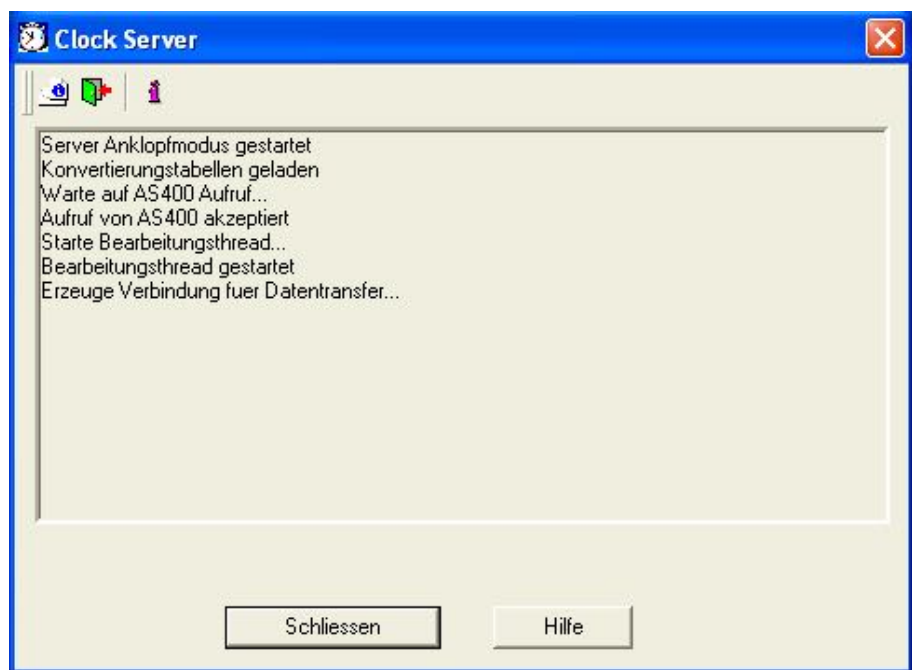 Clock Server
Server Anklopfmodus gestartet
Konvertierungstabellen geladen
Warte auf AS400 Aufruf...
Aufruf von AS400 akzeptiert
Starte Bearbeitungsthread...
Bearbeitungsthread gestartet
Erzeuge Verbindung fuer Datentransfer...
Schliessen
Hilfe